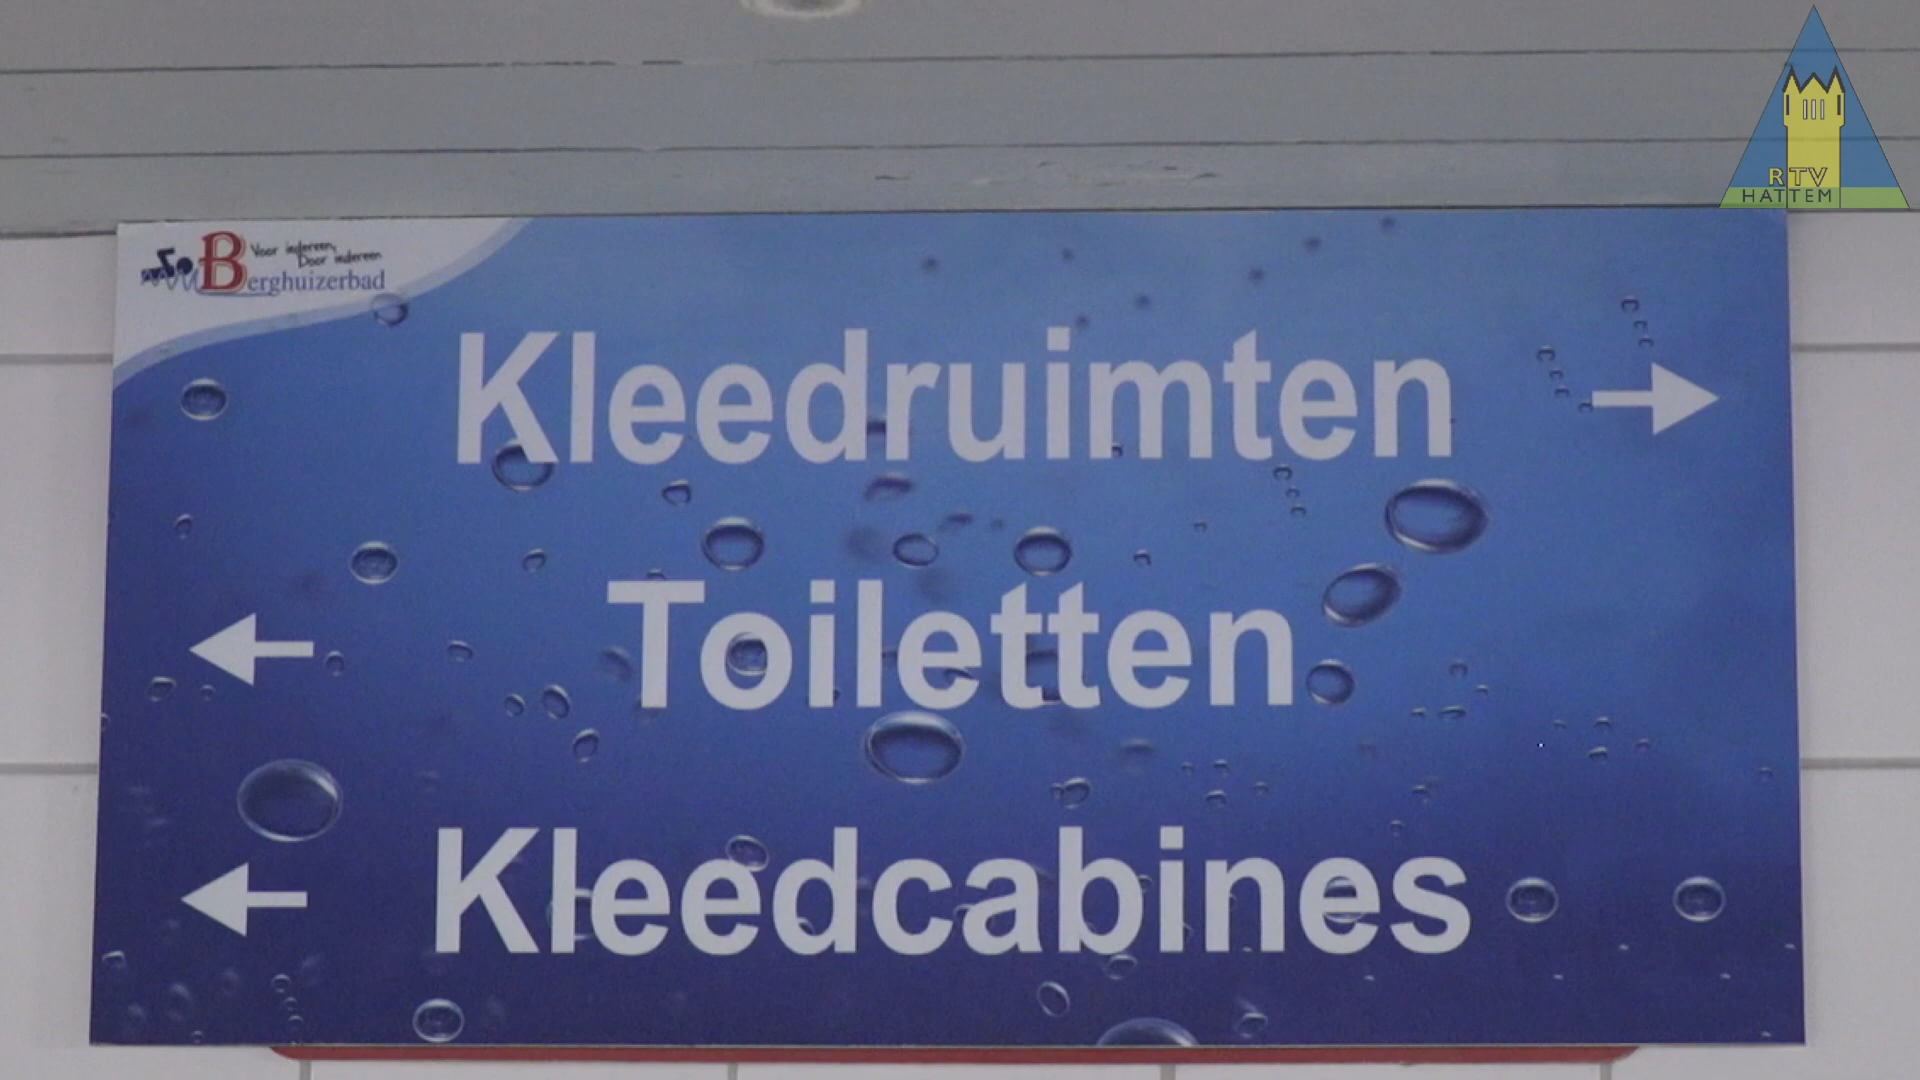 Voor iedereen,
Door iedereen
Berghuizerbad
Kleedruimten
Toiletten
Kleedcabines
RTV
HATTEM